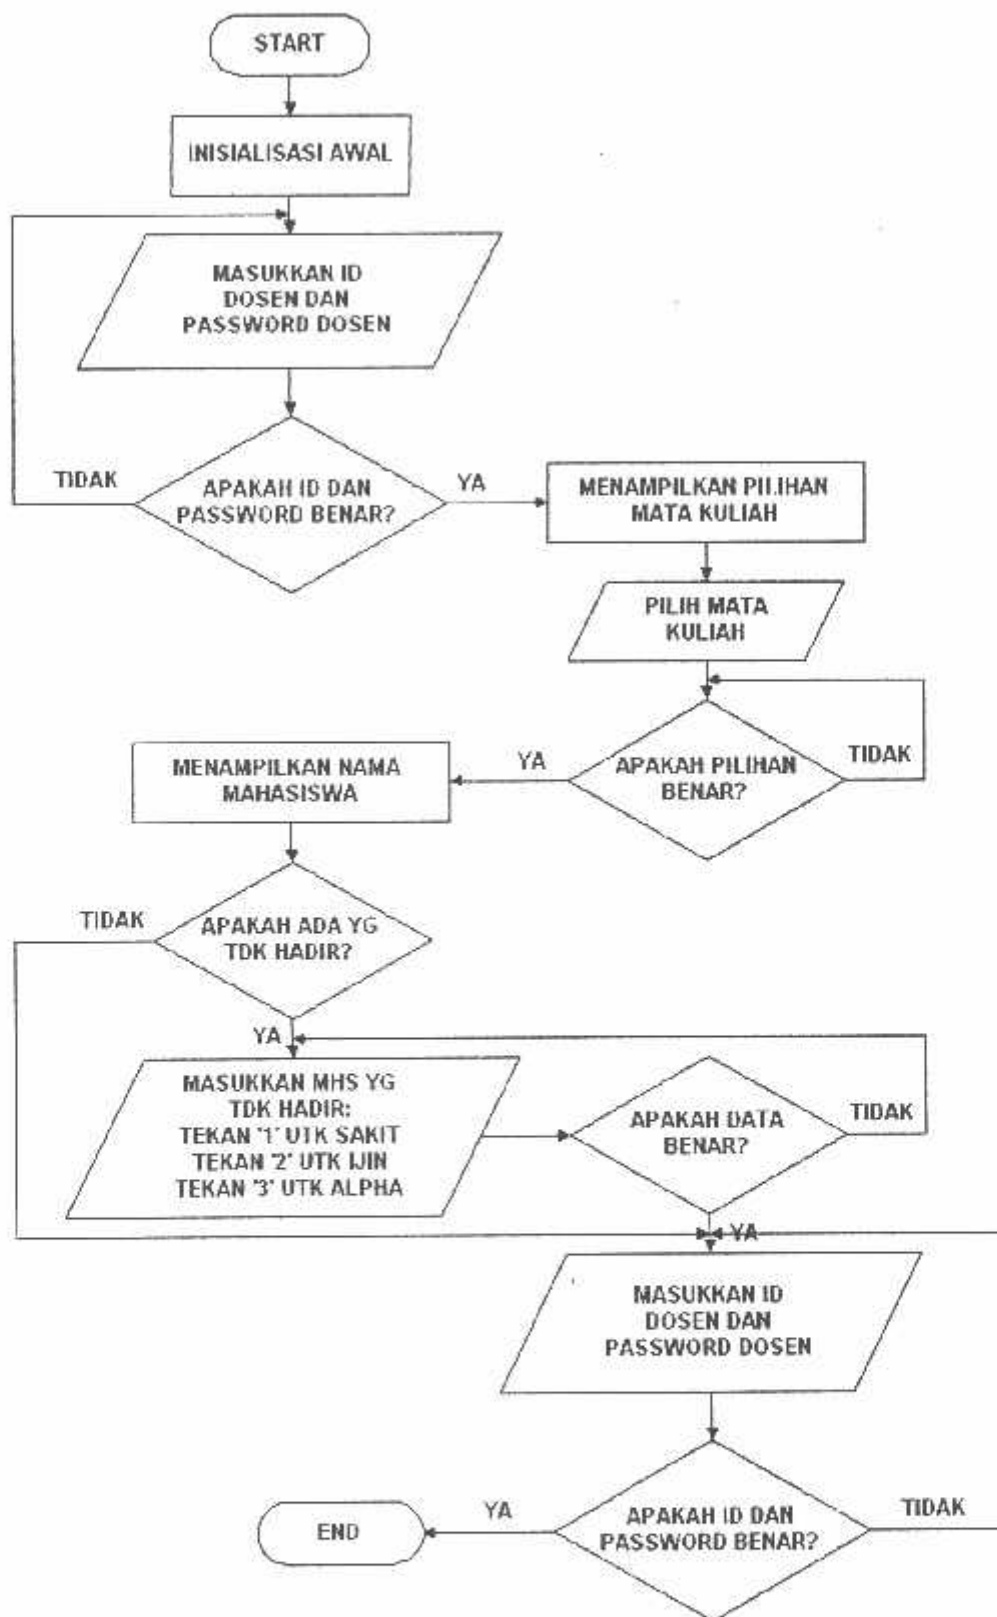 START
INISIALISASI AWAL
MASUKKAN ID
DOSEN DAN
PASSWORD DOSEN
APAKAH ID DAN
PASSWORD BENAR?
TIDAK
YA
MENAMPILKAN PILIHAN
MATA KULIAH
PILIH MATA
KULIAH
APAKAH PILIHAN
BENAR?
TIDAK
YA
MENAMPILKAN NAMA
MAHASISWA
APAKAH ADA YG
TDK HADIR?
TIDAK
YA
MASUKKAN MHS YG
TDK HADIR:
TEKAN '1' UTK SAKIT
TEKAN '2' UTK IJIN
TEKAN '3' UTK ALPHA
APAKAH DATA
BENAR?
TIDAK
YA
MASUKKAN ID
DOSEN DAN
PASSWORD DOSEN
APAKAH ID DAN
PASSWORD BENAR?
TIDAK
YA
END